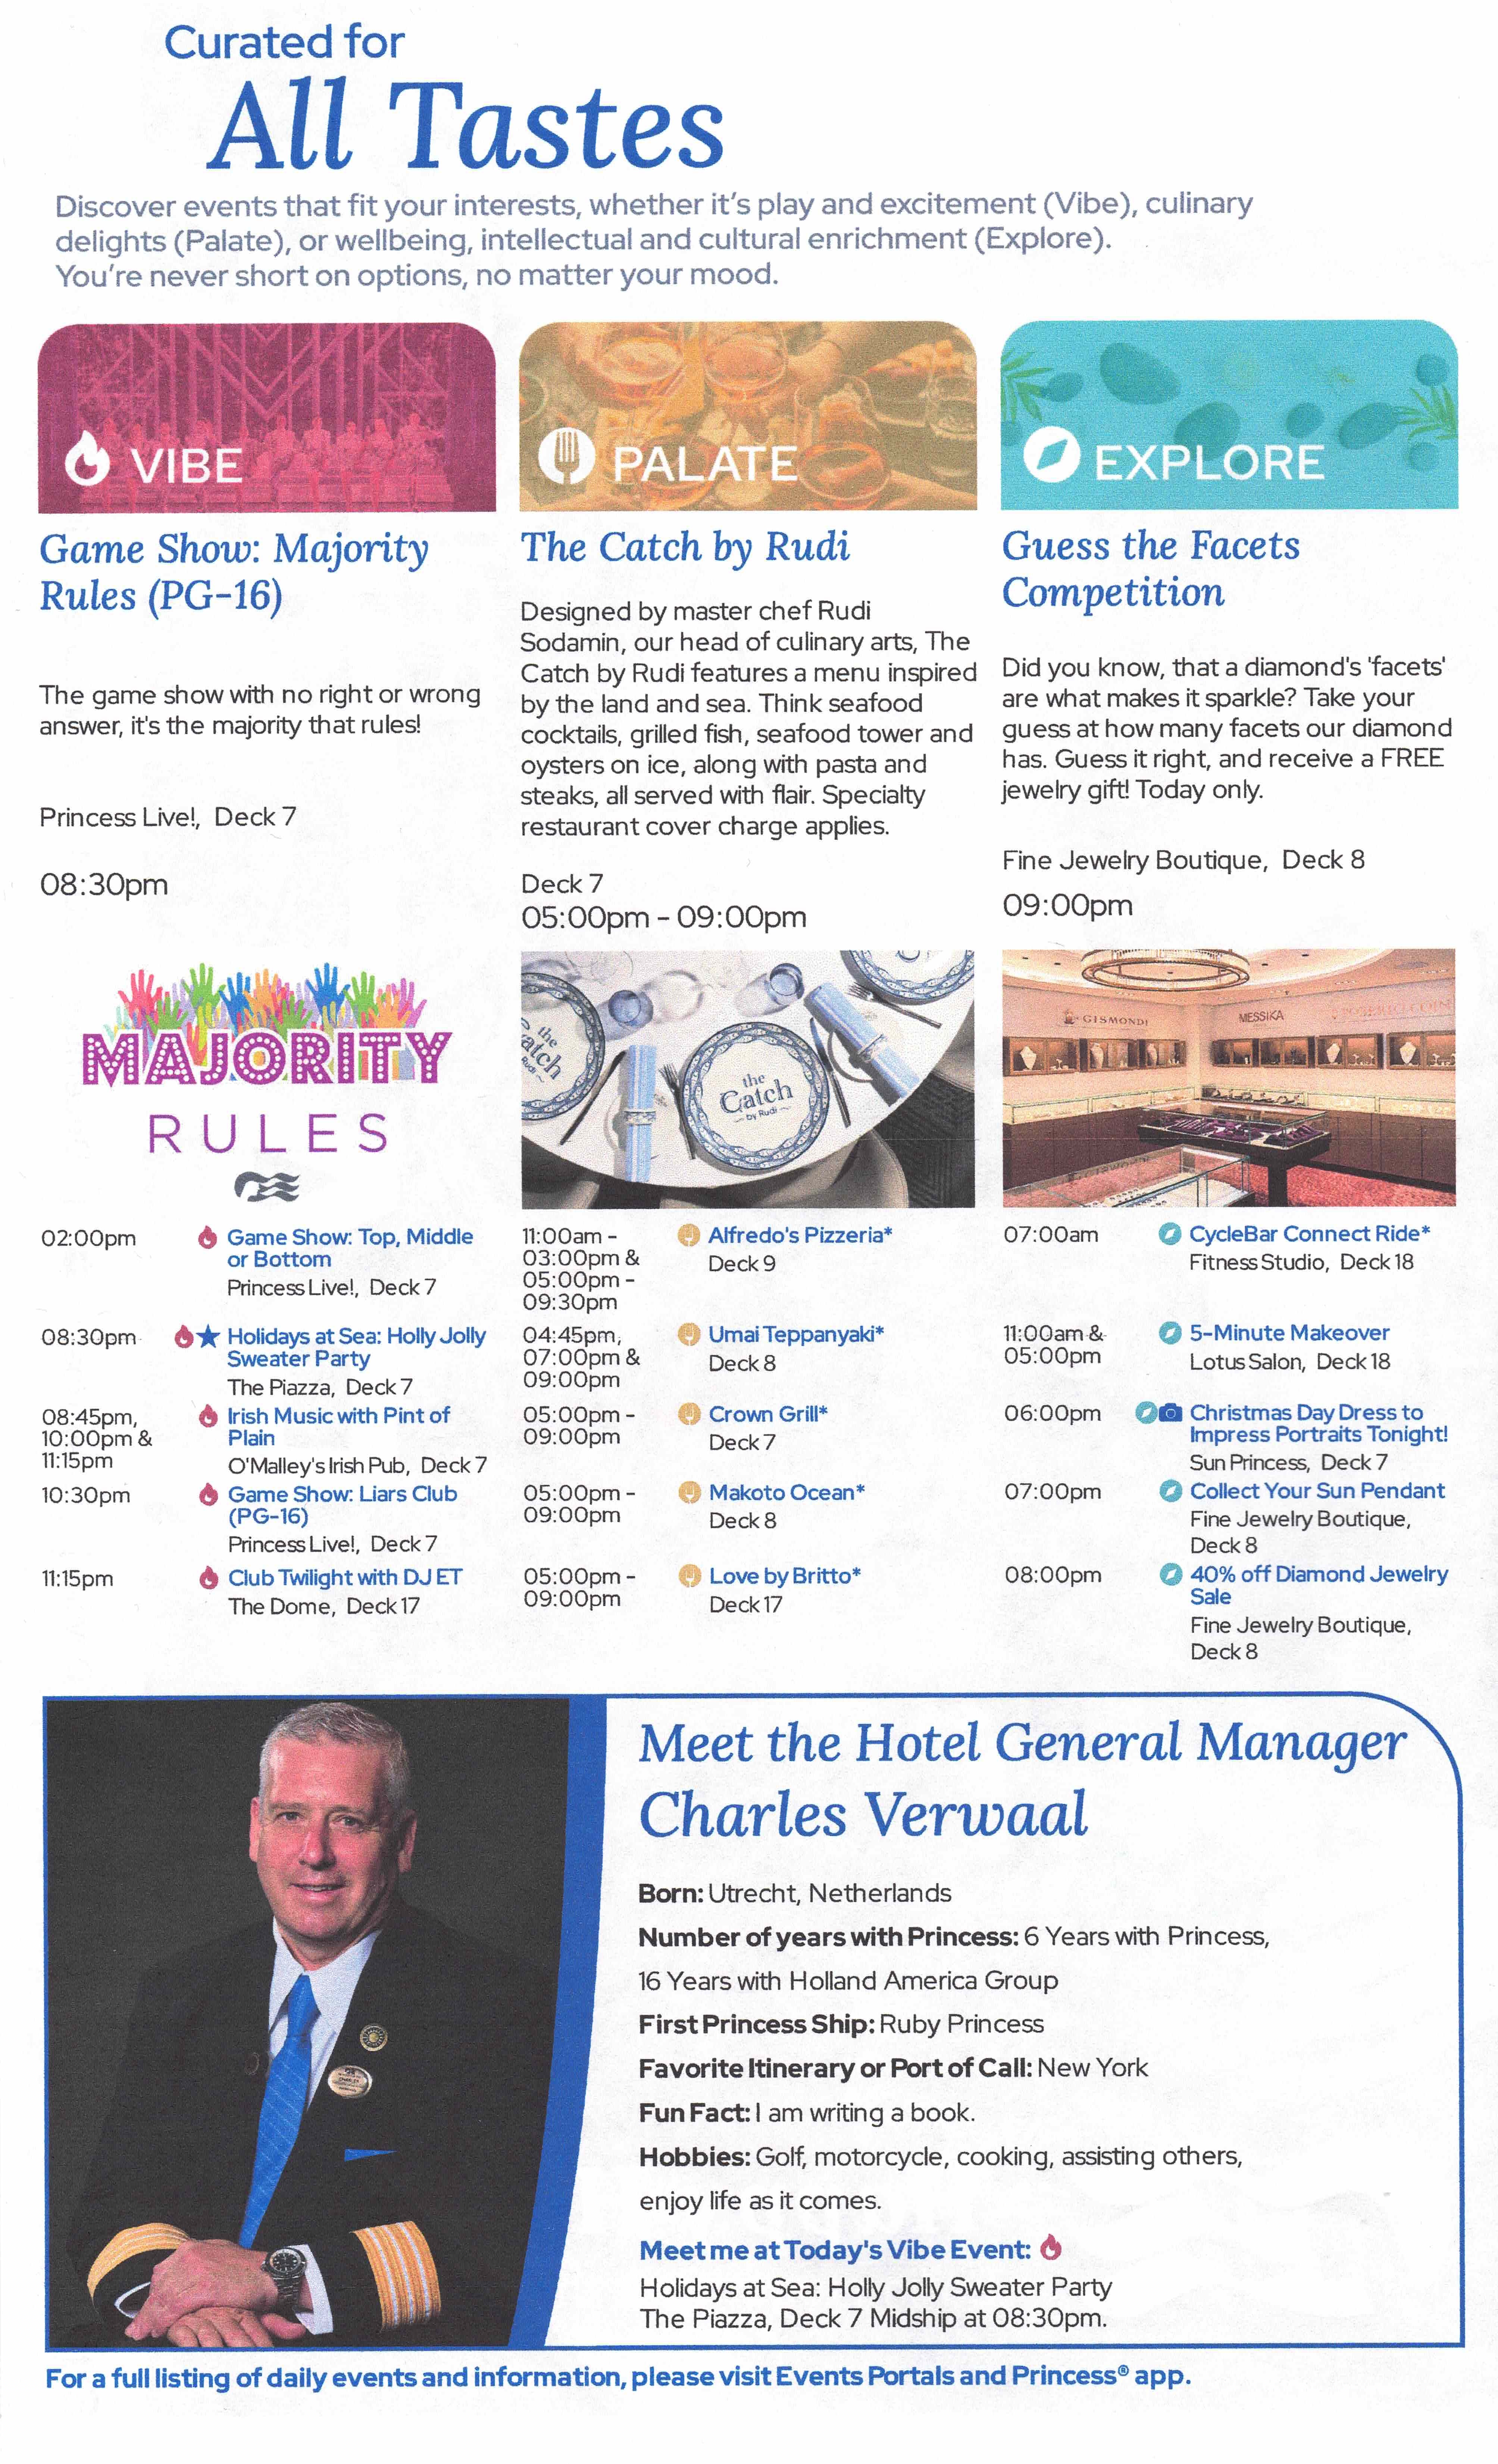 Curated for
All Tastes
Discover events that fit your interests, whether it's play and excitement (Vibe), culinary
delights (Palate), or wellbeing, intellectual and cultural enrichment (Explore).
You're never short on options, no matter your mood.
VIBE
Game Show: Majority
Rules (PG-16)
The game show with no right or wrong
answer, it's the majority that rules!
Princess Live!, Deck 7
08:30pm
MAJORITY
RULES
02:00pm
Game Show: Top, Middle
or Bottom
Princess Live!, Deck 7
08:30pm
Holidays at Sea: Holly Jolly
Sweater Party
The Piazza, Deck 7
08:45pm,
10:00pm &
11:15pm
Irish Music with Pint of
Plain
O'Malley's Irish Pub, Deck 7
10:30pm
Game Show: Liars Club
(PG-16)
Princess Live!, Deck 7
11:15pm
Club Twilight with DJ ET
The Dome, Deck 17
PALATE
The Catch by Rudi
Designed by master chef Rudi
Sodamin, our head of culinary arts, The
Catch by Rudi features a menu inspired
by the land and sea. Think seafood
cocktails, grilled fish, seafood tower and
oysters on ice, along with pasta and
steaks, all served with flair. Specialty
restaurant cover charge applies.
Deck 7
05:00pm - 09:00pm
the
Catch
by Rudi
11:00am -
03:00pm &
05:00pm -
09:30pm
Alfredo's Pizzeria*
Deck 9
04:45pm,
07:00pm &
09:00pm
Umai Teppanyaki*
Deck 8
05:00pm -
09:00pm
Crown Grill*
Deck 7
05:00pm -
09:00pm
Makoto Ocean*
Deck 8
05:00pm -
09:00pm
Love by Britto*
Deck 17
EXPLORE
Guess the Facets
Competition
Did you know, that a diamond's 'facets'
are what makes it sparkle? Take your
guess at how many facets our diamond
has. Guess it right, and receive a FREE
jewelry gift! Today only.
Fine Jewelry Boutique, Deck 8
09:00pm
GISMONDI
MESSIKA
ROBERTO COIN
07:00am
CycleBar Connect Ride*
Fitness Studio, Deck 18
11:00am &
05:00pm
5-Minute Makeover
Lotus Salon, Deck 18
06:00pm
Christmas Day Dress to
Impress Portraits Tonight!
Sun Princess, Deck 7
07:00pm
Collect Your Sun Pendant
Fine Jewelry Boutique,
Deck 8
08:00pm
40% off Diamond Jewelry
Sale
Fine Jewelry Boutique,
Deck 8
Meet the Hotel General Manager
Charles Verwaal
Born: Utrecht, Netherlands
Number of years with Princess: 6 Years with Princess,
16 Years with Holland America Group
First Princess Ship: Ruby Princess
Favorite Itinerary or Port of Call: New York
Fun Fact: I am writing a book.
Hobbies: Golf, motorcycle, cooking, assisting others,
enjoy life as it comes.
Meet me at Today's Vibe Event:
Holidays at Sea: Holly Jolly Sweater Party
The Piazza, Deck 7 Midship at 08:30pm.
For a full listing of daily events and information, please visit Events Portals and Princess® app.